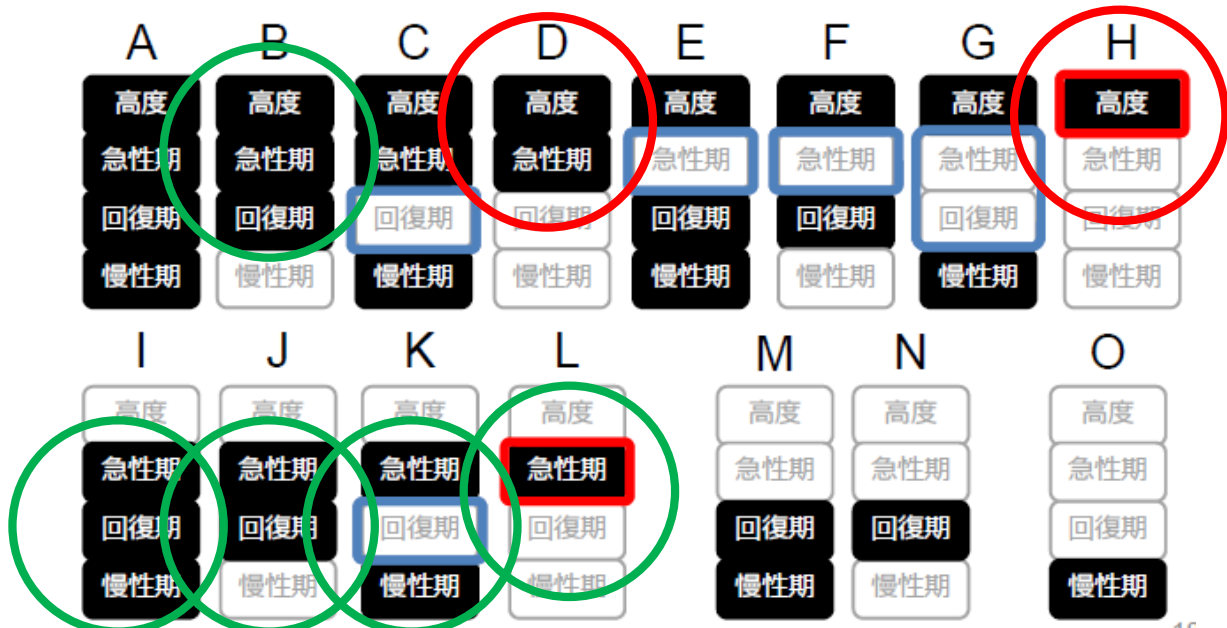 A B C D E F G H
高度 高度 高度 高度 高度 高度 高度 高度
急性期 急性期 急性期 急性期 急性期 急性期 急性期 急性期
回復期 回復期 回復期 回復期 回復期 回復期 回復期 回復期
慢性期 慢性期 慢性期 慢性期 慢性期 慢性期 慢性期 慢性期
I J K L M N O
高度 高度 高度 高度 高度 高度 高度
急性期 急性期 急性期 急性期 急性期 急性期 急性期
回復期 回復期 回復期 回復期 回復期 回復期 回復期
慢性期 慢性期 慢性期 慢性期 慢性期 慢性期 慢性期